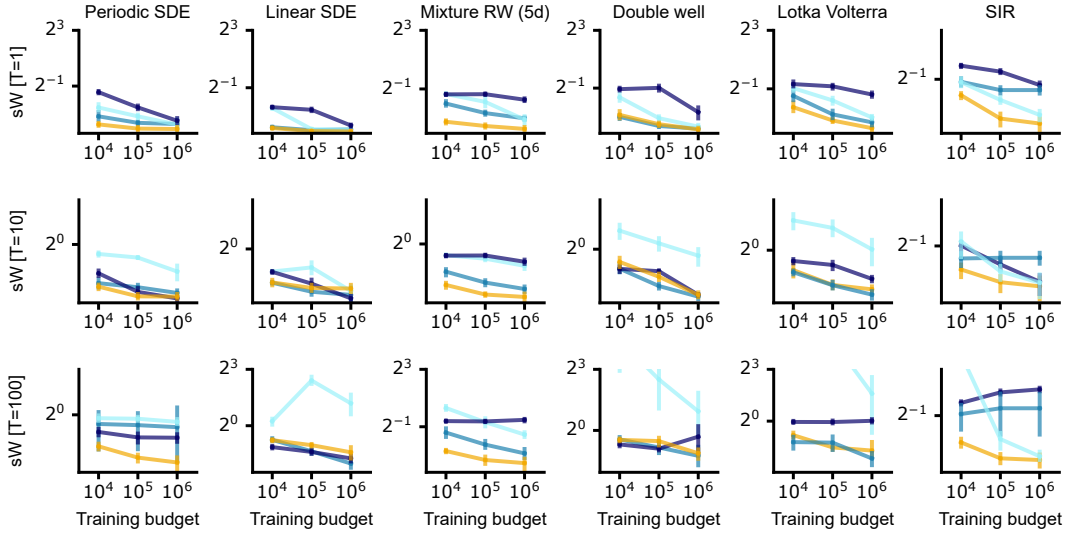 Periodic SDE Linear SDE Mixture RW (5d) Double well Lotka Volterra SIR
sW [T=1]
2^3 2^3 2^3 2^3 2^3 2^3
2^−1 2^−1 2^−1 2^−1 2^−1 2^−1
10^4 10^5 10^6 10^4 10^5 10^6 10^4 10^5 10^6 10^4 10^5 10^6 10^4 10^5 10^6 10^4 10^5 10^6
sW [T=10]
2^0 2^0 2^0 2^0 2^0 2^−1
10^4 10^5 10^6 10^4 10^5 10^6 10^4 10^5 10^6 10^4 10^5 10^6 10^4 10^5 10^6 10^4 10^5 10^6
sW [T=100]
2^3 2^3 2^3
2^0 2^0 2^−1 2^0 2^0 2^−1
10^4 10^5 10^6 10^4 10^5 10^6 10^4 10^5 10^6 10^4 10^5 10^6 10^4 10^5 10^6 10^4 10^5 10^6
Training budget Training budget Training budget Training budget Training budget Training budget